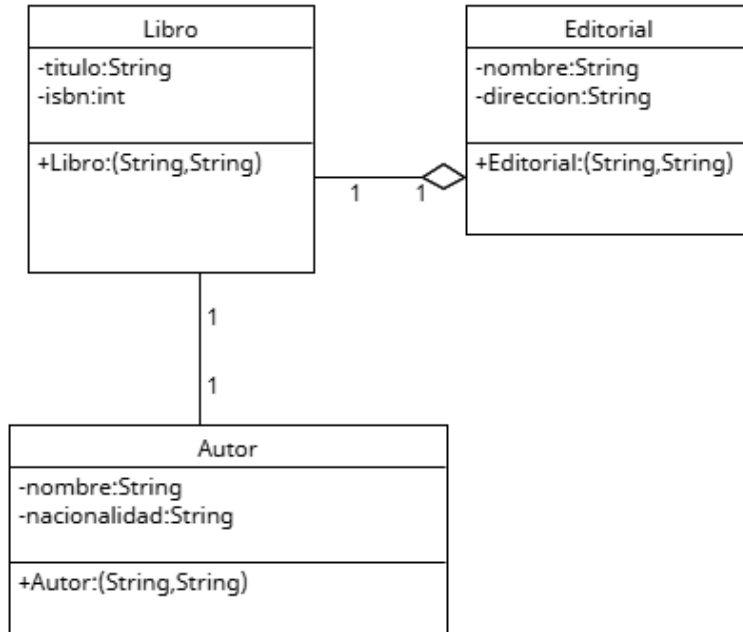 Libro
-titulo:String
-isbn:int
+Libro:(String,String)
1
1
Editorial
-nombre:String
-direccion:String
+Editorial:(String,String)
1
1
Autor
-nombre:String
-nacionalidad:String
+Autor:(String,String)